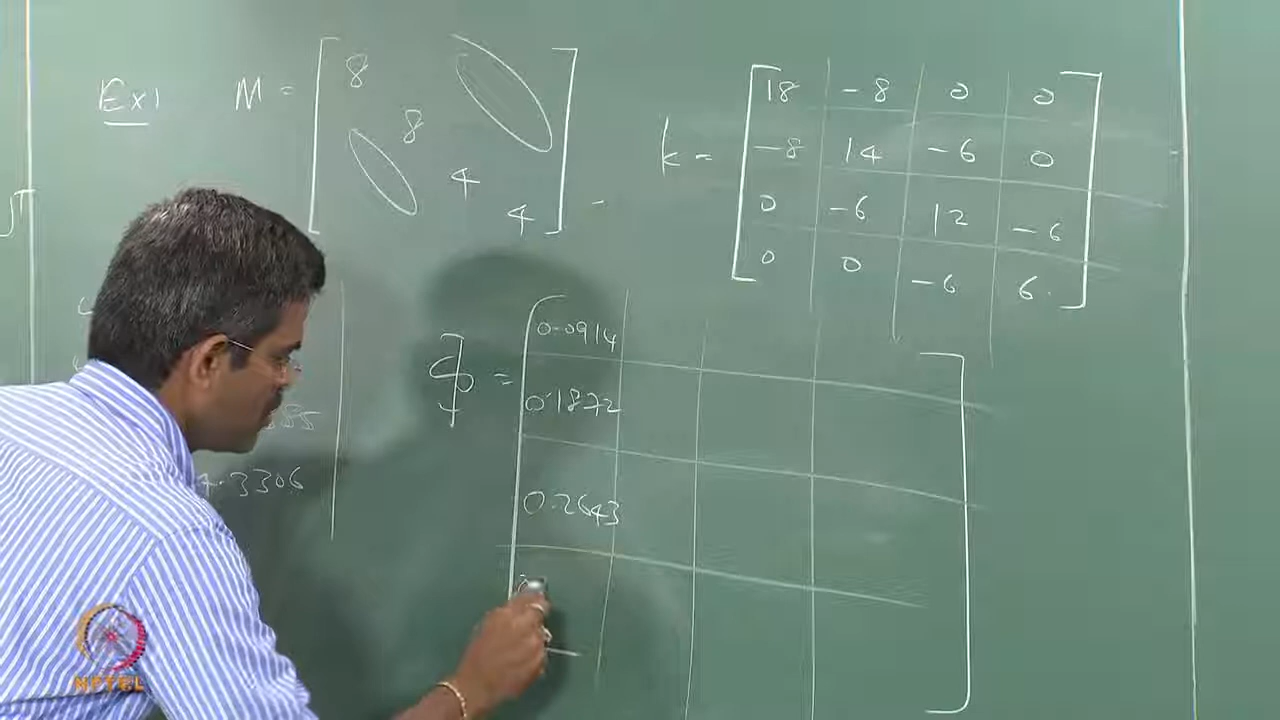 Ex1 M = [ 8
8
4
4 ]
k = [ 18 -8 0 0
-8 14 -6 0
0 -6 12 -6
0 0 -6 6 ]
4.3306
ϕ = [ 0.0914
0.1872
0.2643
NPTEL